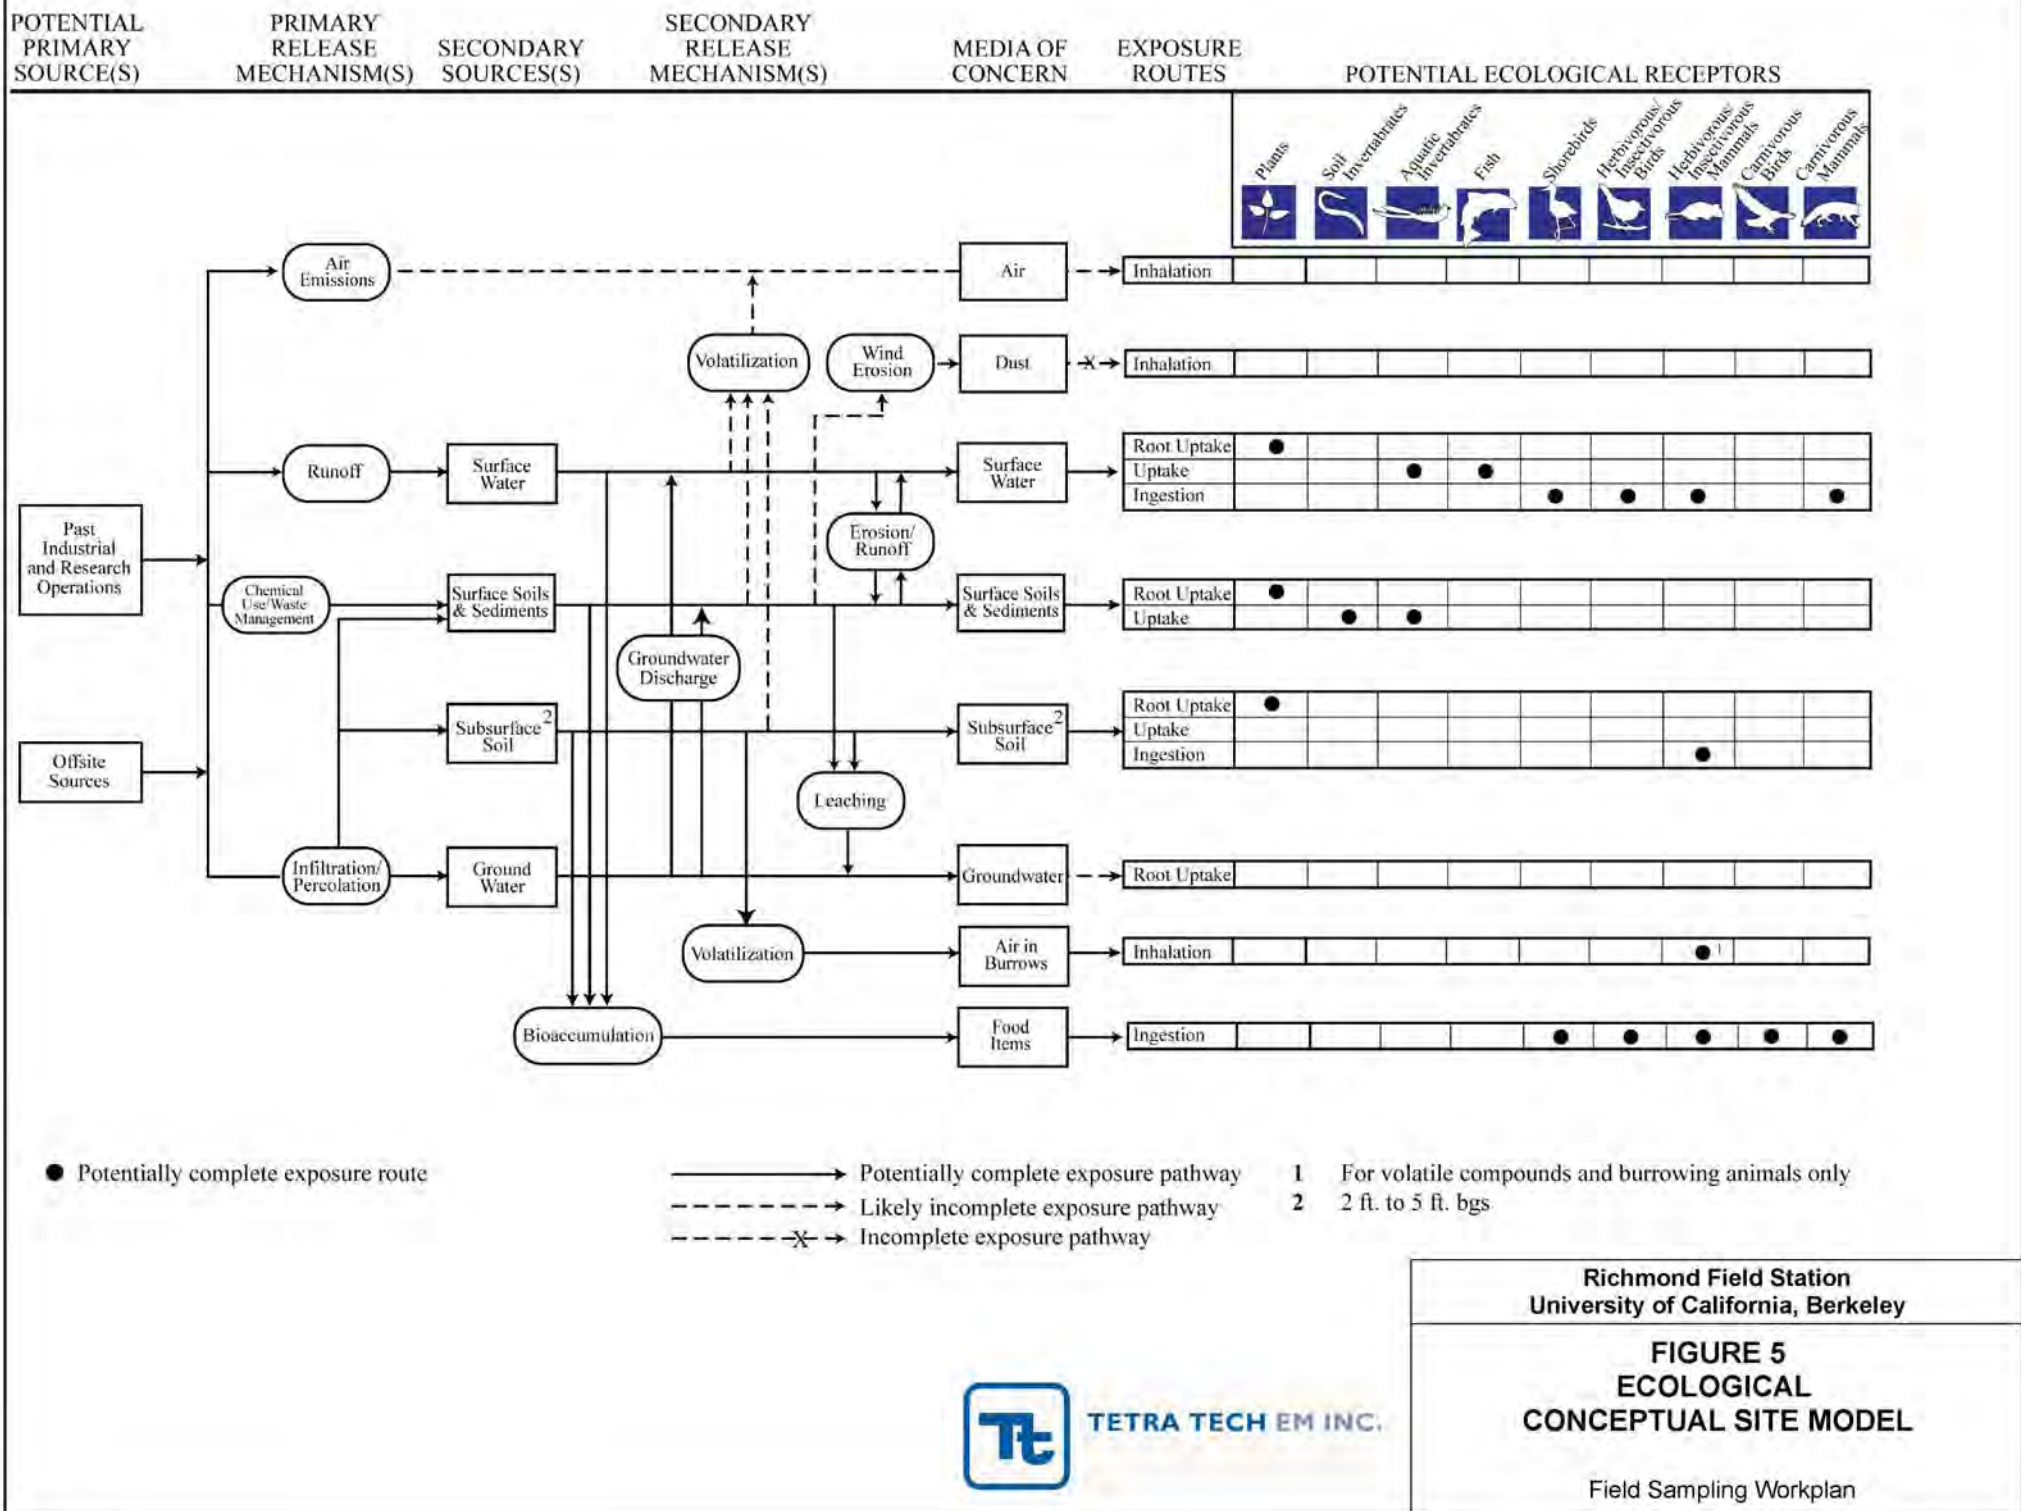 POTENTIAL
PRIMARY
SOURCE(S)
PRIMARY
RELEASE
MECHANISM(S)
SECONDARY
SOURCES(S)
SECONDARY
RELEASE
MECHANISM(S)
MEDIA OF
CONCERN
EXPOSURE
ROUTES
POTENTIAL ECOLOGICAL RECEPTORS
Plants
Soil
Invertabrates
Aquatic
Invertabrates
Fish
Shorebirds
Herbivorous/
Insectivorous
Birds
Herbivorous/
Insectivorous
Mammals
Carnivorous
Birds
Carnivorous
Mammals
Air
Emissions
Air
Inhalation
Volatilization
Wind
Erosion
Dust
X
Inhalation
Runoff
Surface
Water
Surface
Water
Root Uptake
Uptake
Ingestion
Erosion/
Runoff
Past
Industrial
and Research
Operations
Chemical
Use/Waste
Management
Surface Soils
& Sediments
Surface Soils
& Sediments
Root Uptake
Uptake
Groundwater
Discharge
Subsurface 2
Soil
Subsurface 2
Soil
Root Uptake
Uptake
Ingestion
Offsite
Sources
Leaching
Infiltration/
Percolation
Ground
Water
Groundwater
Root Uptake
Volatilization
Air in
Burrows
Inhalation
1
Bioaccumulation
Food
Items
Ingestion
Potentially complete exposure route
Potentially complete exposure pathway
Likely incomplete exposure pathway
X Incomplete exposure pathway
1 For volatile compounds and burrowing animals only
2 2 ft. to 5 ft. bgs
Richmond Field Station
University of California, Berkeley
FIGURE 5
ECOLOGICAL
CONCEPTUAL SITE MODEL
Field Sampling Workplan
Tt
TETRA TECH EM INC.